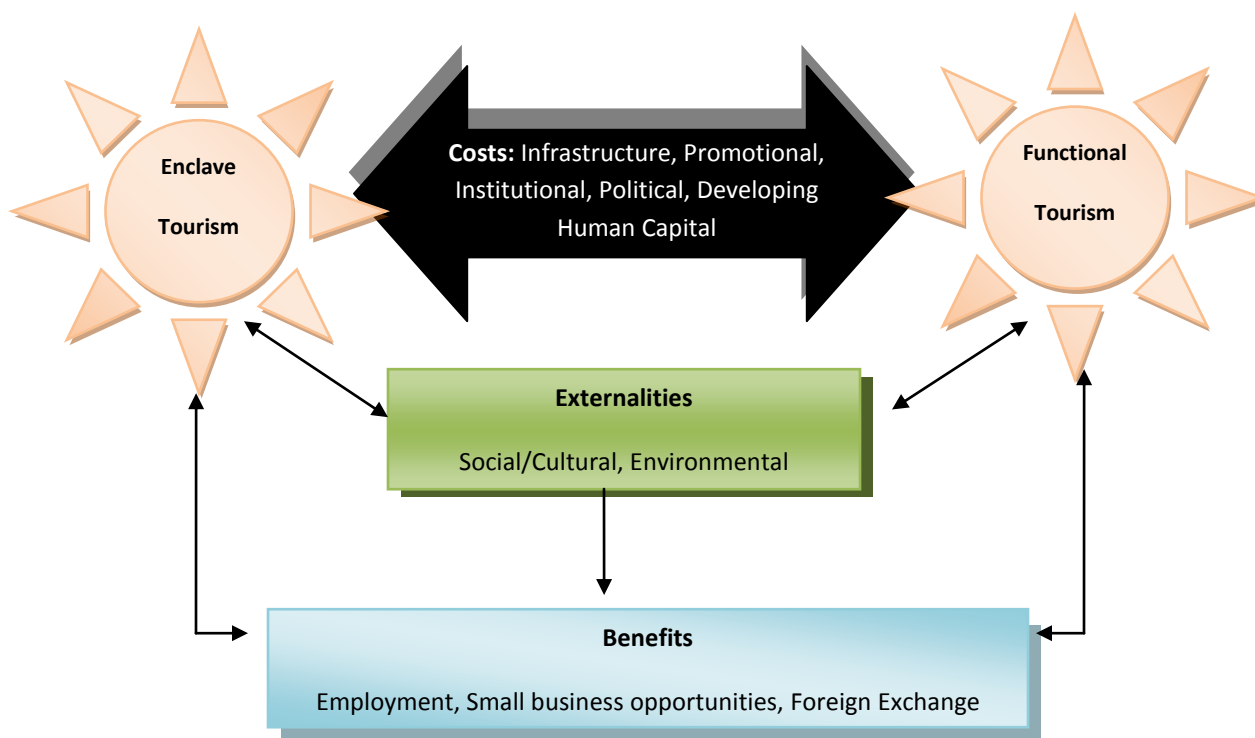 Enclave
Tourism
Costs: Infrastructure, Promotional,
Institutional, Political, Developing
Human Capital
Functional
Tourism
Externalities
Social/Cultural, Environmental
Benefits
Employment, Small business opportunities, Foreign Exchange